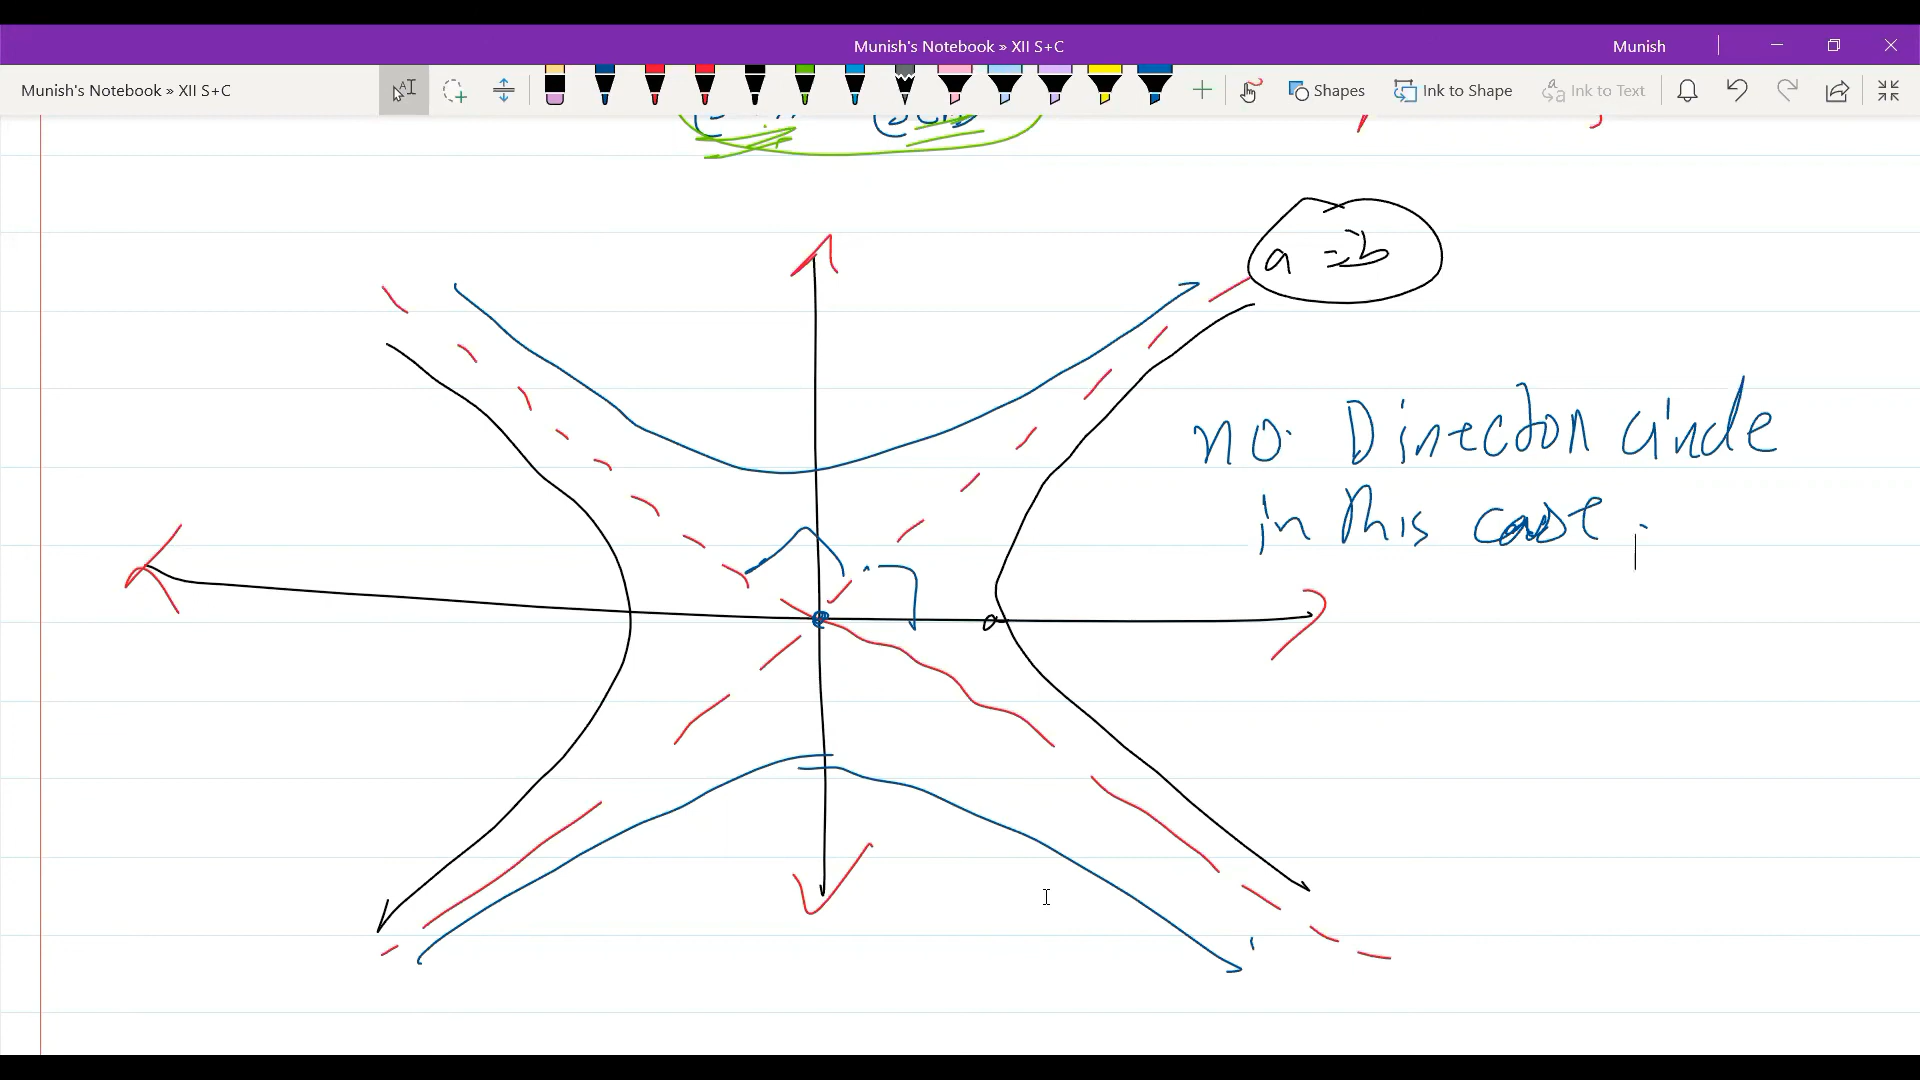 Munish's Notebook » XII S+C
Munish
Munish's Notebook » XII S+C
Shapes
Ink to Shape
Ink to Text
a = b
no. Director circle
in this case.
a